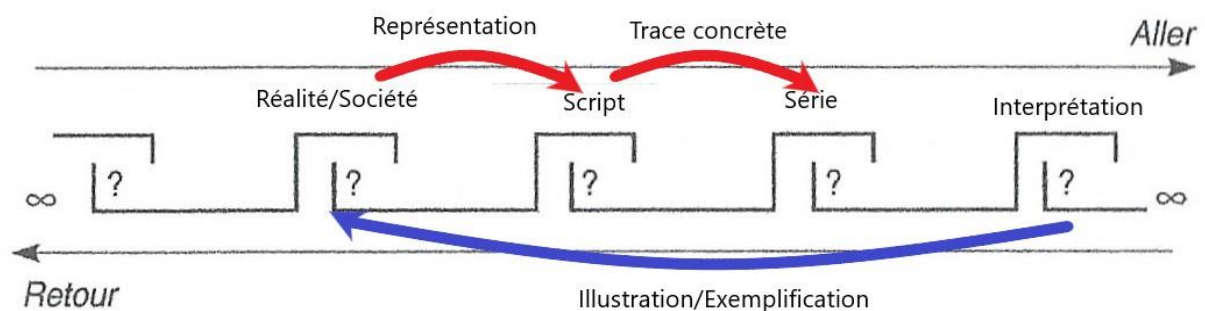 Représentation
Trace concrète
Aller
Réalité/Société
Script
Série
Interprétation
? ? ? ? ?
∞ ∞
Retour
Illustration/Exemplification